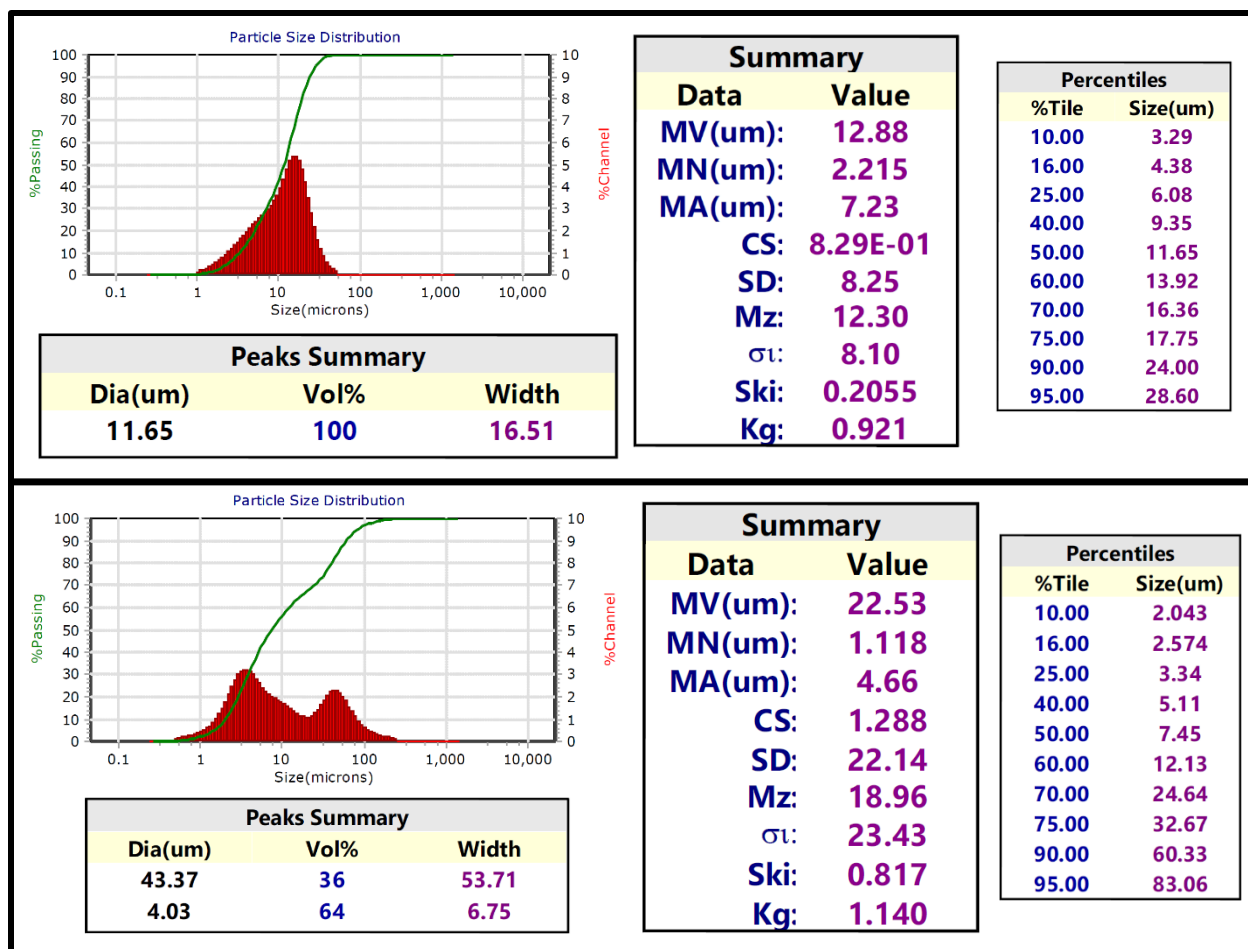 Particle Size Distribution
100 10
90 9
80 8
70 7
60 6
50 5
40 4
30 3
20 2
10 1
0 0
%Passing
%Channel
0.1 1 10 100 1,000 10,000
Size(microns)
Peaks Summary
Dia(um) Vol% Width
11.65 100 16.51
Summary
Data Value
MV(um): 12.88
MN(um): 2.215
MA(um): 7.23
CS: 8.29E-01
SD: 8.25
Mz: 12.30
σι: 8.10
Ski: 0.2055
Kg: 0.921
Percentiles
%Tile Size(um)
10.00 3.29
16.00 4.38
25.00 6.08
40.00 9.35
50.00 11.65
60.00 13.92
70.00 16.36
75.00 17.75
90.00 24.00
95.00 28.60
Particle Size Distribution
100 10
90 9
80 8
70 7
60 6
50 5
40 4
30 3
20 2
10 1
0 0
%Passing
%Channel
0.1 1 10 100 1,000 10,000
Size(microns)
Peaks Summary
Dia(um) Vol% Width
43.37 36 53.71
4.03 64 6.75
Summary
Data Value
MV(um): 22.53
MN(um): 1.118
MA(um): 4.66
CS: 1.288
SD: 22.14
Mz: 18.96
σι: 23.43
Ski: 0.817
Kg: 1.140
Percentiles
%Tile Size(um)
10.00 2.043
16.00 2.574
25.00 3.34
40.00 5.11
50.00 7.45
60.00 12.13
70.00 24.64
75.00 32.67
90.00 60.33
95.00 83.06